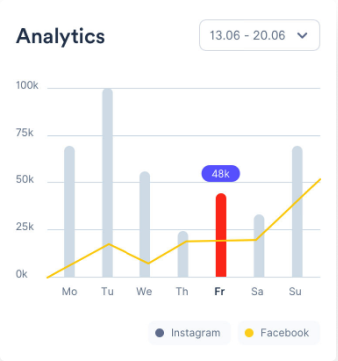 Analytics
13.06 - 20.06
100k
75k
50k
48k
25k
0k
Mo Tu We Th Fr Sa Su
Instagram Facebook